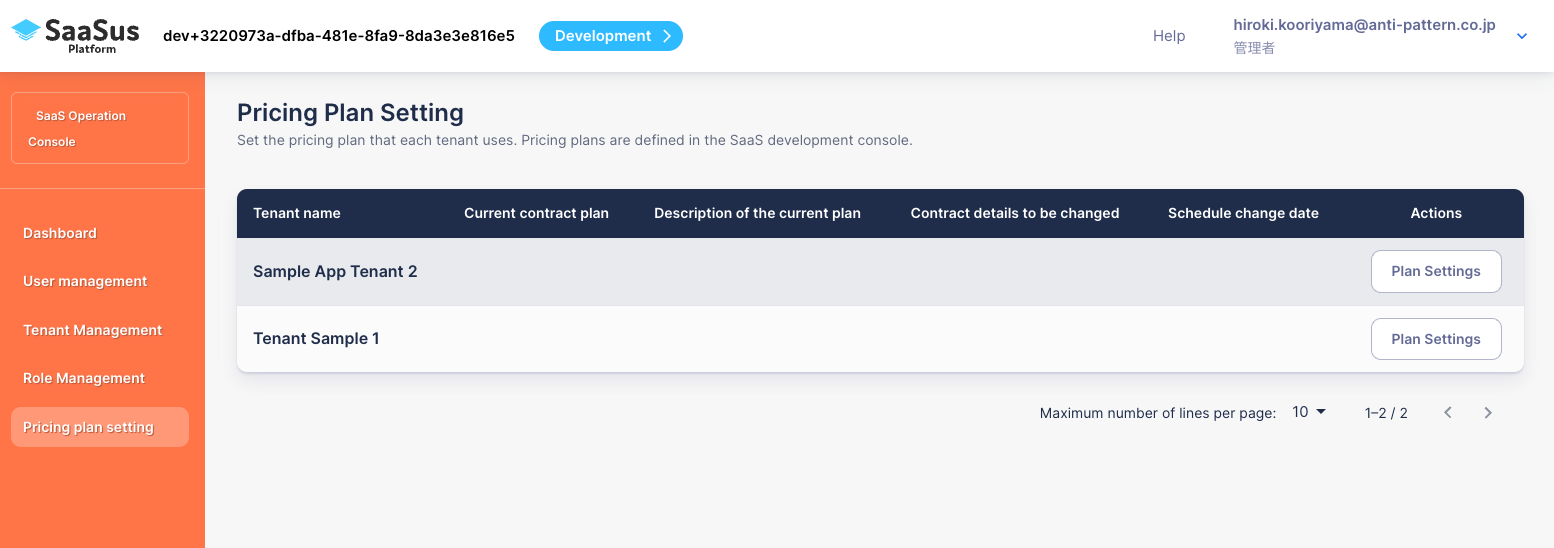 SaaSus
Platform
dev+3220973a-dfba-481e-8fa9-8da3e3e816e5
Development
Help
hiroki.kooriyama@anti-pattern.co.jp
管理者
SaaS Operation
Console
Dashboard
User management
Tenant Management
Role Management
Pricing plan setting
Pricing Plan Setting
Set the pricing plan that each tenant uses. Pricing plans are defined in the SaaS development console.
Tenant name Current contract plan Description of the current plan Contract details to be changed Schedule change date Actions
Sample App Tenant 2 Plan Settings
Tenant Sample 1 Plan Settings
Maximum number of lines per page: 10 1–2 / 2